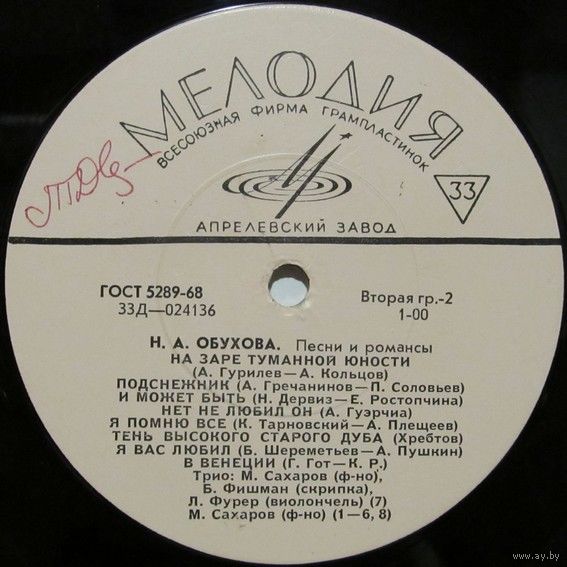 МЕЛОДИЯ
ВСЕСОЮЗНАЯ ФИРМА ГРАМПЛАСТИНОК
33
АПРЕЛЕВСКИЙ ЗАВОД
ГОСТ 5289-68
33Д—024136
Вторая гр.-2
1-00
Н. А. ОБУХОВА. Песни и романсы
НА ЗАРЕ ТУМАННОЙ ЮНОСТИ
(А. Гурилев—А. Кольцов)
ПОДСНЕЖНИК (А. Гречанинов—П. Соловьев)
И МОЖЕТ БЫТЬ (Н. Дервиз—Е. Ростопчина)
НЕТ НЕ ЛЮБИЛ ОН (А. Гуэрчиа)
Я ПОМНЮ ВСЕ (К. Тарновский—А. Плещеев)
ТЕНЬ ВЫСОКОГО СТАРОГО ДУБА (Хребтов)
Я ВАС ЛЮБИЛ (Б. Шереметьев—А. Пушкин)
В ВЕНЕЦИИ (Г. Гот—К. Р.)
Трио: М. Сахаров (ф-но),
Б. Фишман (скрипка),
Л. Фурер (виолончель) (7)
М. Сахаров (ф-но) (1—6, 8)
www.ay.by